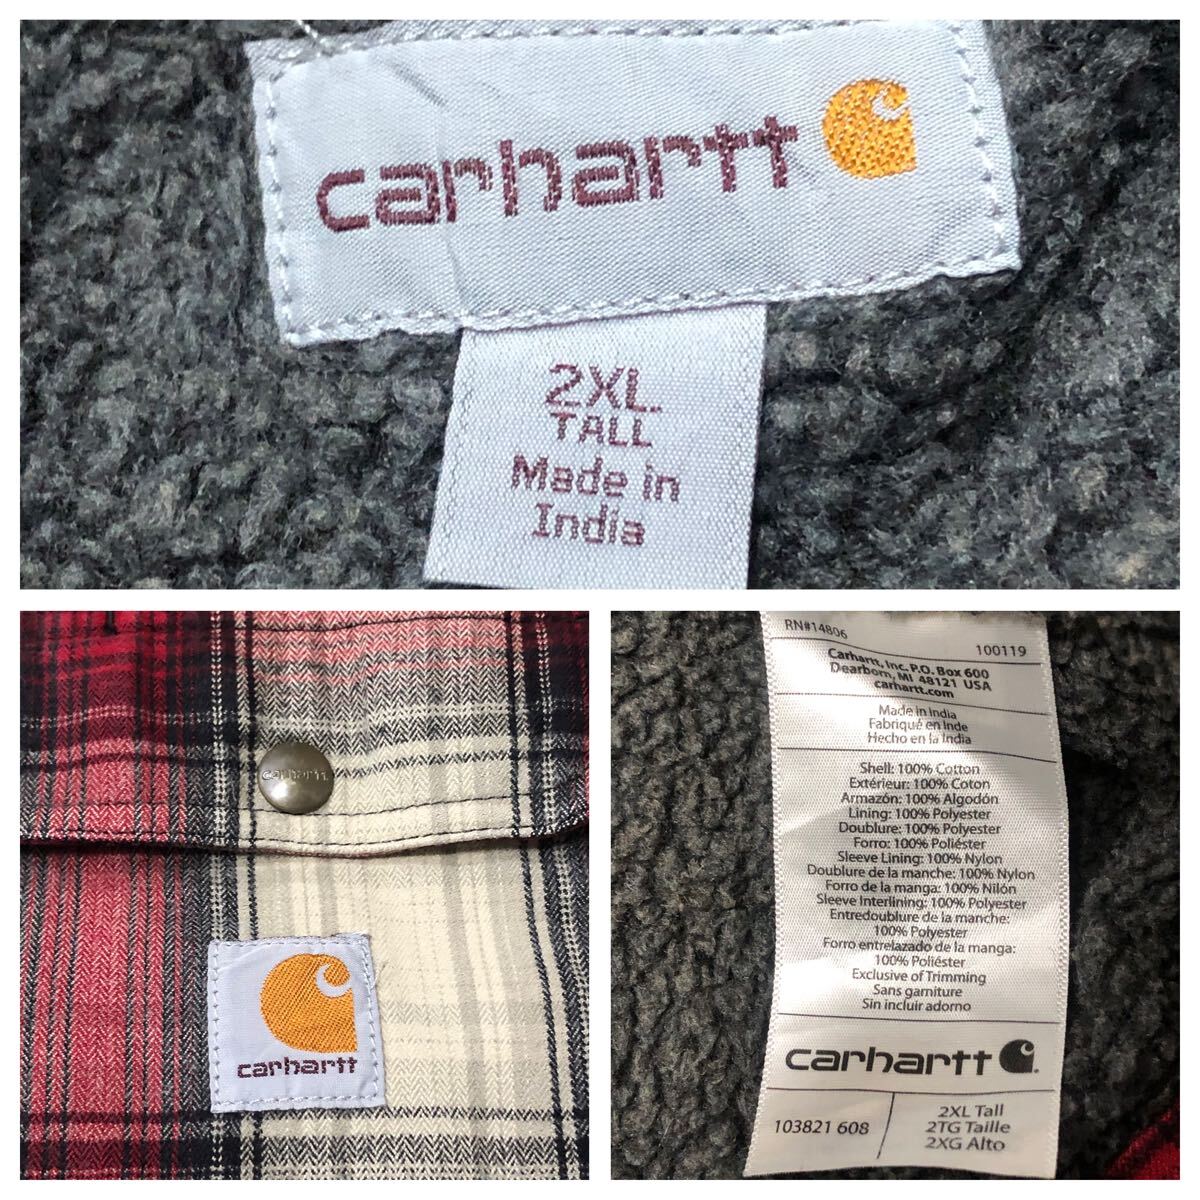 carhartt
2XL
TALL
Made in
India
carhartt
carhartt
RN#14806
100119
Carhartt, Inc. P.O. Box 600
Dearborn, MI 48121 USA
carhartt.com
Made in India
Fabriqué en Inde
Hecho en la India
Shell: 100% Cotton
Extérieur: 100% Coton
Armazón: 100% Algodón
Lining: 100% Polyester
Doublure: 100% Polyester
Forro: 100% Poliéster
Sleeve Lining: 100% Nylon
Doublure de la manche: 100% Nylon
Forro de la manga: 100% Nilón
Sleeve Interlining: 100% Polyester
Entredoublure de la manche:
100% Polyester
Forro entrelazado de la manga:
100% Poliéster
Exclusive of Trimming
Sans garniture
Sin incluir adorno
carhartt
103821 608
2XL Tall
2TG Taille
2XG Alto